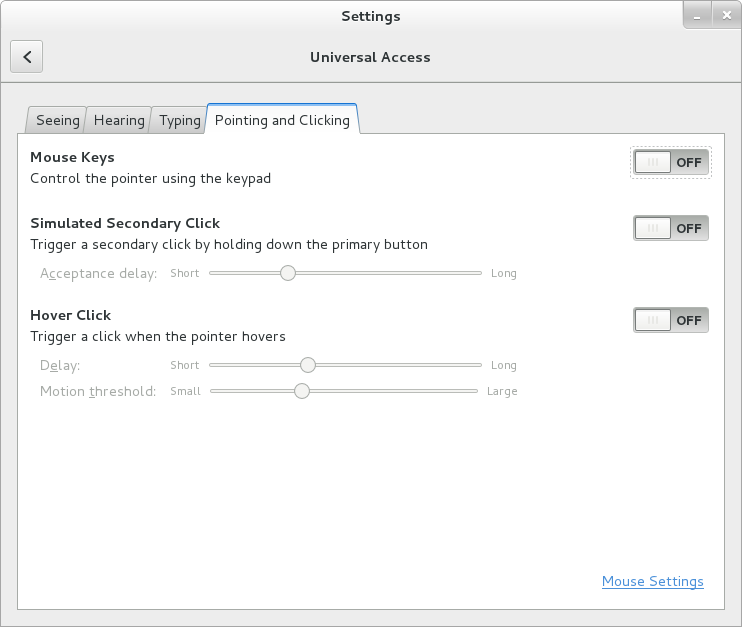 Settings
Universal Access
Seeing Hearing Typing Pointing and Clicking
Mouse Keys OFF
Control the pointer using the keypad
Simulated Secondary Click OFF
Trigger a secondary click by holding down the primary button
Acceptance delay: Short Long
Hover Click OFF
Trigger a click when the pointer hovers
Delay: Short Long
Motion threshold: Small Large
Mouse Settings